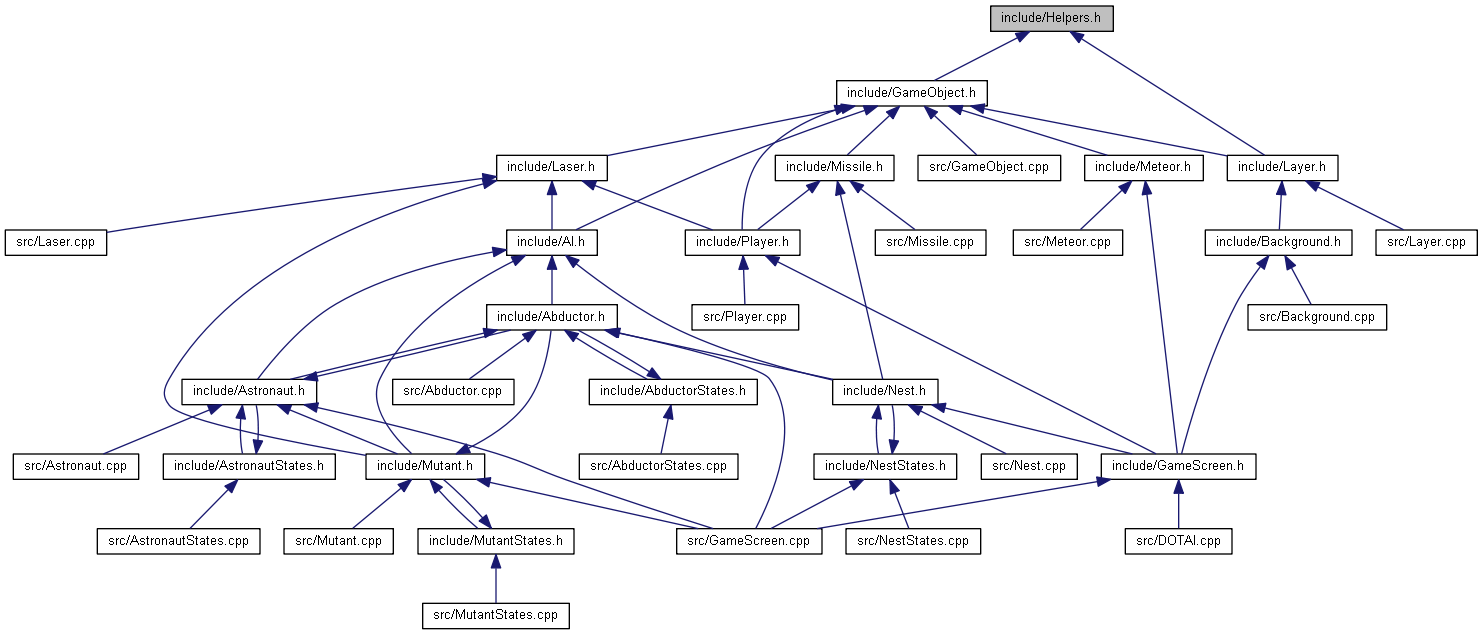 include/Helpers.h
include/GameObject.h
include/Laser.h
include/Missile.h
src/GameObject.cpp
include/Meteor.h
include/Layer.h
src/Laser.cpp
include/AI.h
include/Player.h
src/Missile.cpp
src/Meteor.cpp
include/Background.h
src/Layer.cpp
include/Abductor.h
src/Player.cpp
src/Background.cpp
include/Astronaut.h
src/Abductor.cpp
include/AbductorStates.h
include/Nest.h
src/Astronaut.cpp
include/AstronautStates.h
include/Mutant.h
src/AbductorStates.cpp
include/NestStates.h
src/Nest.cpp
include/GameScreen.h
src/AstronautStates.cpp
src/Mutant.cpp
include/MutantStates.h
src/GameScreen.cpp
src/NestStates.cpp
src/DOTAI.cpp
src/MutantStates.cpp